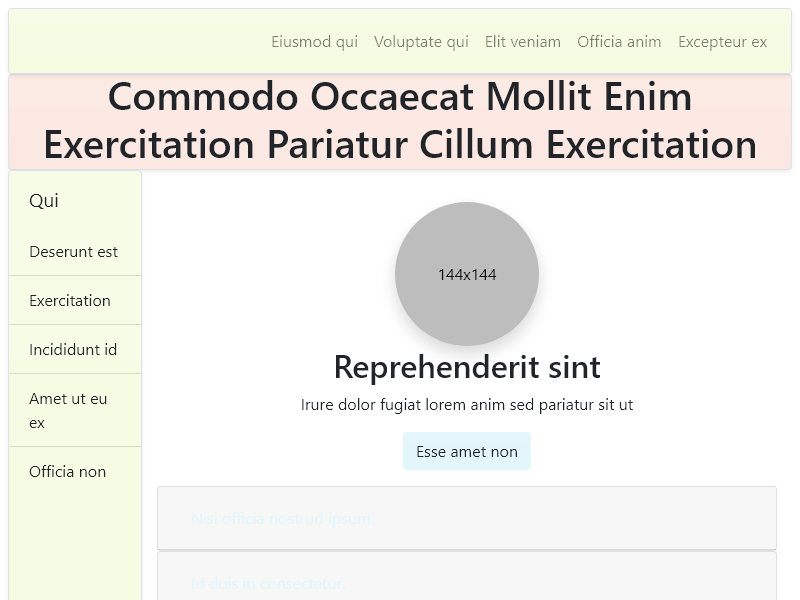 Eiusmod qui Voluptate qui Elit veniam Officia anim Excepteur ex
Commodo Occaecat Mollit Enim
Exercitation Pariatur Cillum Exercitation
Qui
Deserunt est
Exercitation
Incididunt id
Amet ut eu
ex
Officia non
144x144
Reprehenderit sint
Irure dolor fugiat lorem anim sed pariatur sit ut
Esse amet non
Nisi officia nostrud ipsum.
Id duis in consectetur.